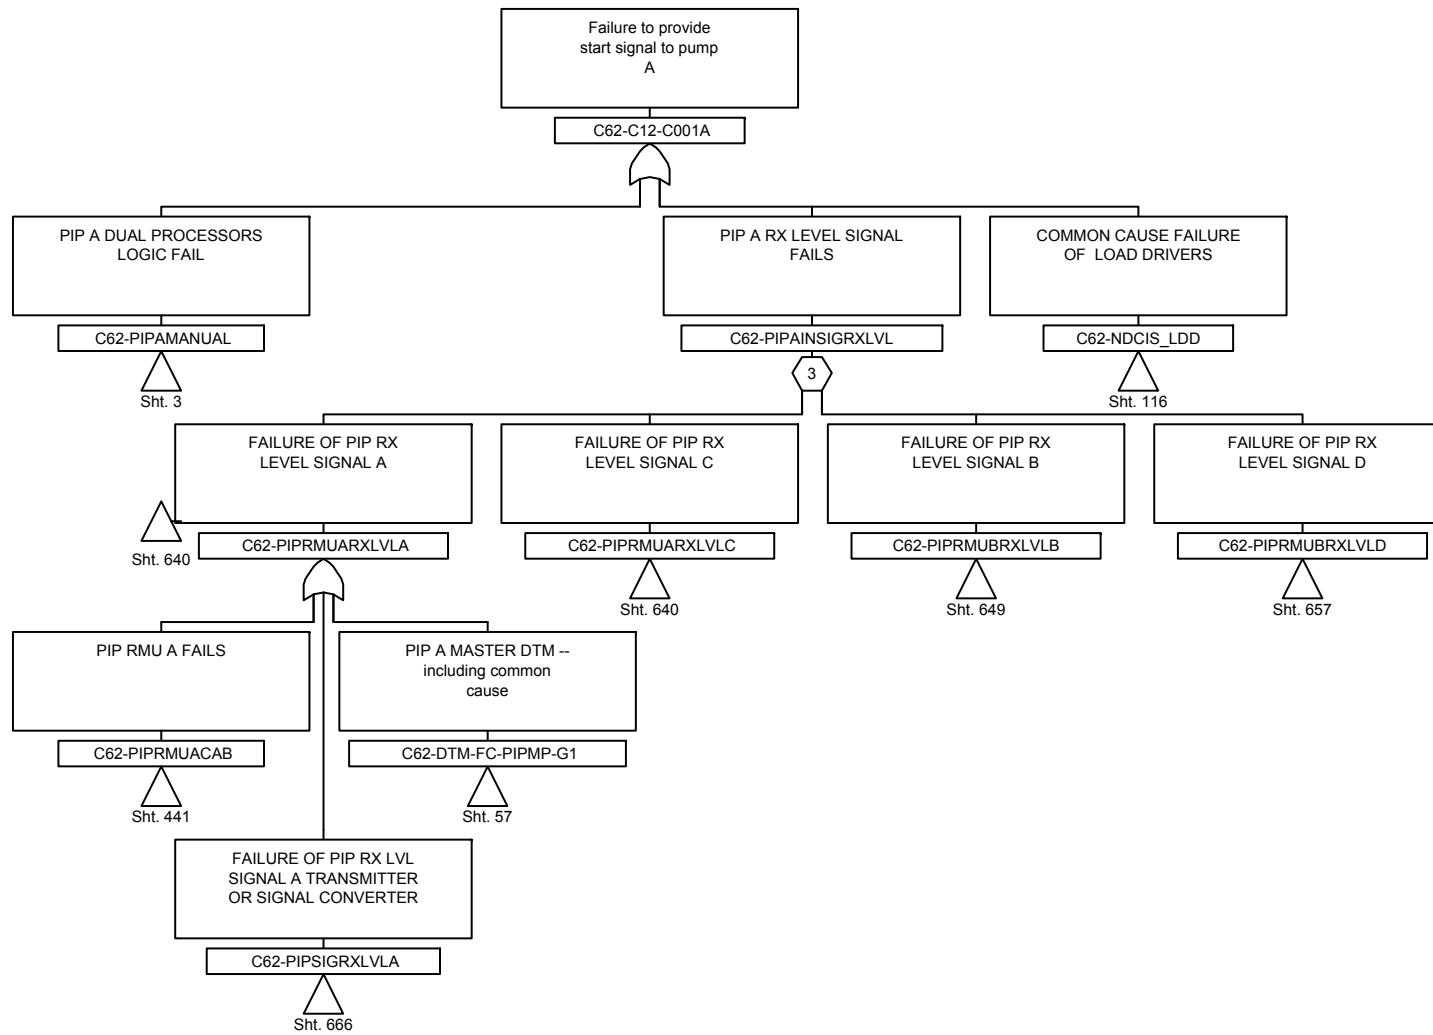 Failure to provide
start signal to pump
A
C62-C12-C001A
PIP A DUAL PROCESSORS
LOGIC FAIL
C62-PIPAMANUAL
Sht. 3
PIP A RX LEVEL SIGNAL
FAILS
C62-PIPAINSIGRXLVL
3
COMMON CAUSE FAILURE
OF LOAD DRIVERS
C62-NDCIS_LDD
Sht. 116
FAILURE OF PIP RX
LEVEL SIGNAL A
C62-PIPRMUARXLVLA
Sht. 640
FAILURE OF PIP RX
LEVEL SIGNAL C
C62-PIPRMUARXLVLC
Sht. 640
FAILURE OF PIP RX
LEVEL SIGNAL B
C62-PIPRMUBRXLVLB
Sht. 649
FAILURE OF PIP RX
LEVEL SIGNAL D
C62-PIPRMUBRXLVLD
Sht. 657
PIP RMU A FAILS
C62-PIPRMUACAB
Sht. 441
PIP A MASTER DTM --
including common
cause
C62-DTM-FC-PIPMP-G1
Sht. 57
FAILURE OF PIP RX LVL
SIGNAL A TRANSMITTER
OR SIGNAL CONVERTER
C62-PIPSIGRXLVLA
Sht. 666